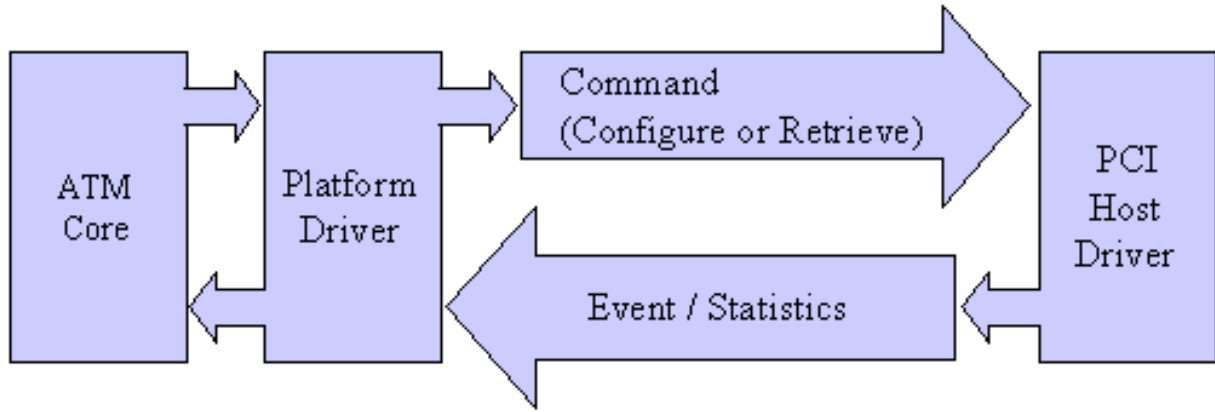 ATM
Core
Platform
Driver
Command
(Configure or Retrieve)
Event / Statistics
PCI
Host
Driver